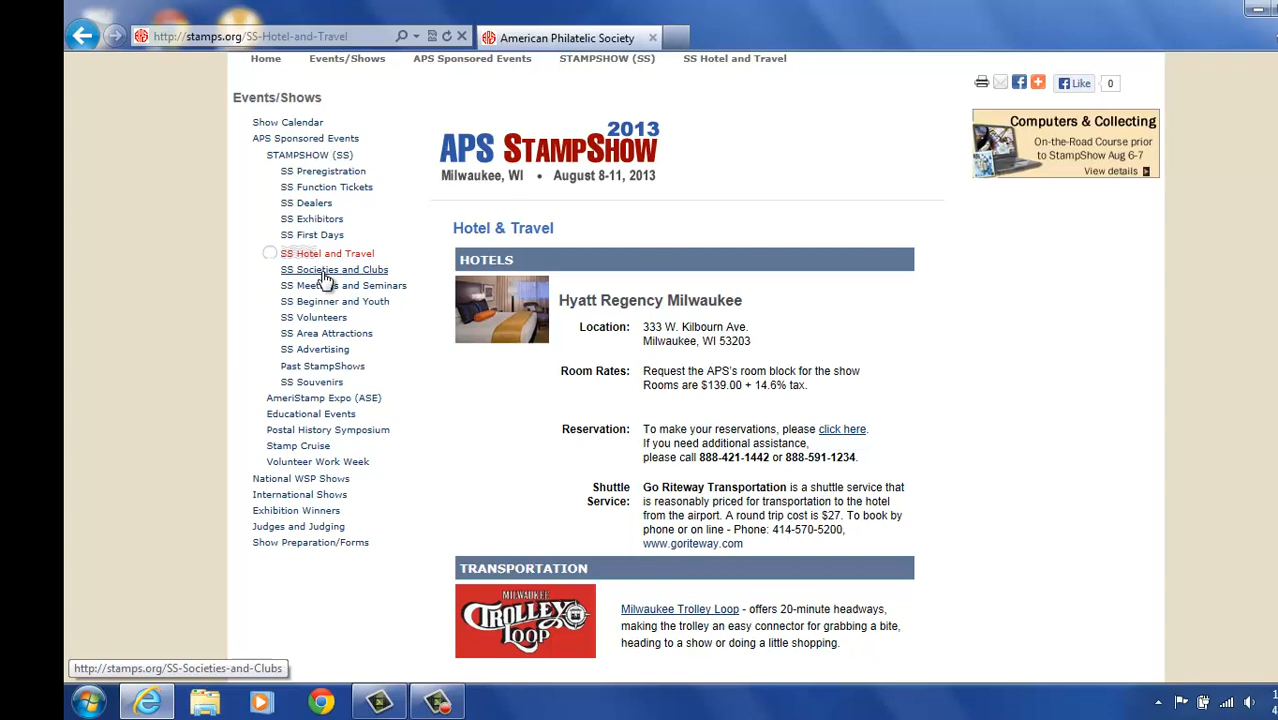 http://stamps.org/SS-Hotel-and-Travel
American Philatelic Society
Home Events/Shows APS Sponsored Events STAMPSHOW (SS) SS Hotel and Travel
Events/Shows
Show Calendar
APS Sponsored Events
STAMPSHOW (SS)
SS Preregistration
SS Function Tickets
SS Dealers
SS Exhibitors
SS First Days
SS Hotel and Travel
SS Societies and Clubs
SS Meetings and Seminars
SS Beginner and Youth
SS Volunteers
SS Area Attractions
SS Advertising
Past StampShows
SS Souvenirs
AmeriStamp Expo (ASE)
Educational Events
Postal History Symposium
Stamp Cruise
Volunteer Work Week
National WSP Shows
International Shows
Exhibition Winners
Judges and Judging
Show Preparation/Forms
2013
APS STAMPSHOW
Milwaukee, WI • August 8-11, 2013
Hotel & Travel
HOTELS
Hyatt Regency Milwaukee
Location: 333 W. Kilbourn Ave.
Milwaukee, WI 53203
Room Rates: Request the APS's room block for the show
Rooms are $139.00 + 14.6% tax.
Reservation: To make your reservations, please click here.
If you need additional assistance,
please call 888-421-1442 or 888-591-1234.
Shuttle Service: Go Riteway Transportation is a shuttle service that
is reasonably priced for transportation to the hotel
from the airport. A round trip cost is $27. To book by
phone or on line - Phone: 414-570-5200,
www.goriteway.com
TRANSPORTATION
MILWAUKEE
TROLLEY
LOOP
Milwaukee Trolley Loop - offers 20-minute headways,
making the trolley an easy connector for grabbing a bite,
heading to a show or doing a little shopping.
Like 0
Computers & Collecting
On-the-Road Course prior
to StampShow Aug 6-7
View details
http://stamps.org/SS-Societies-and-Clubs